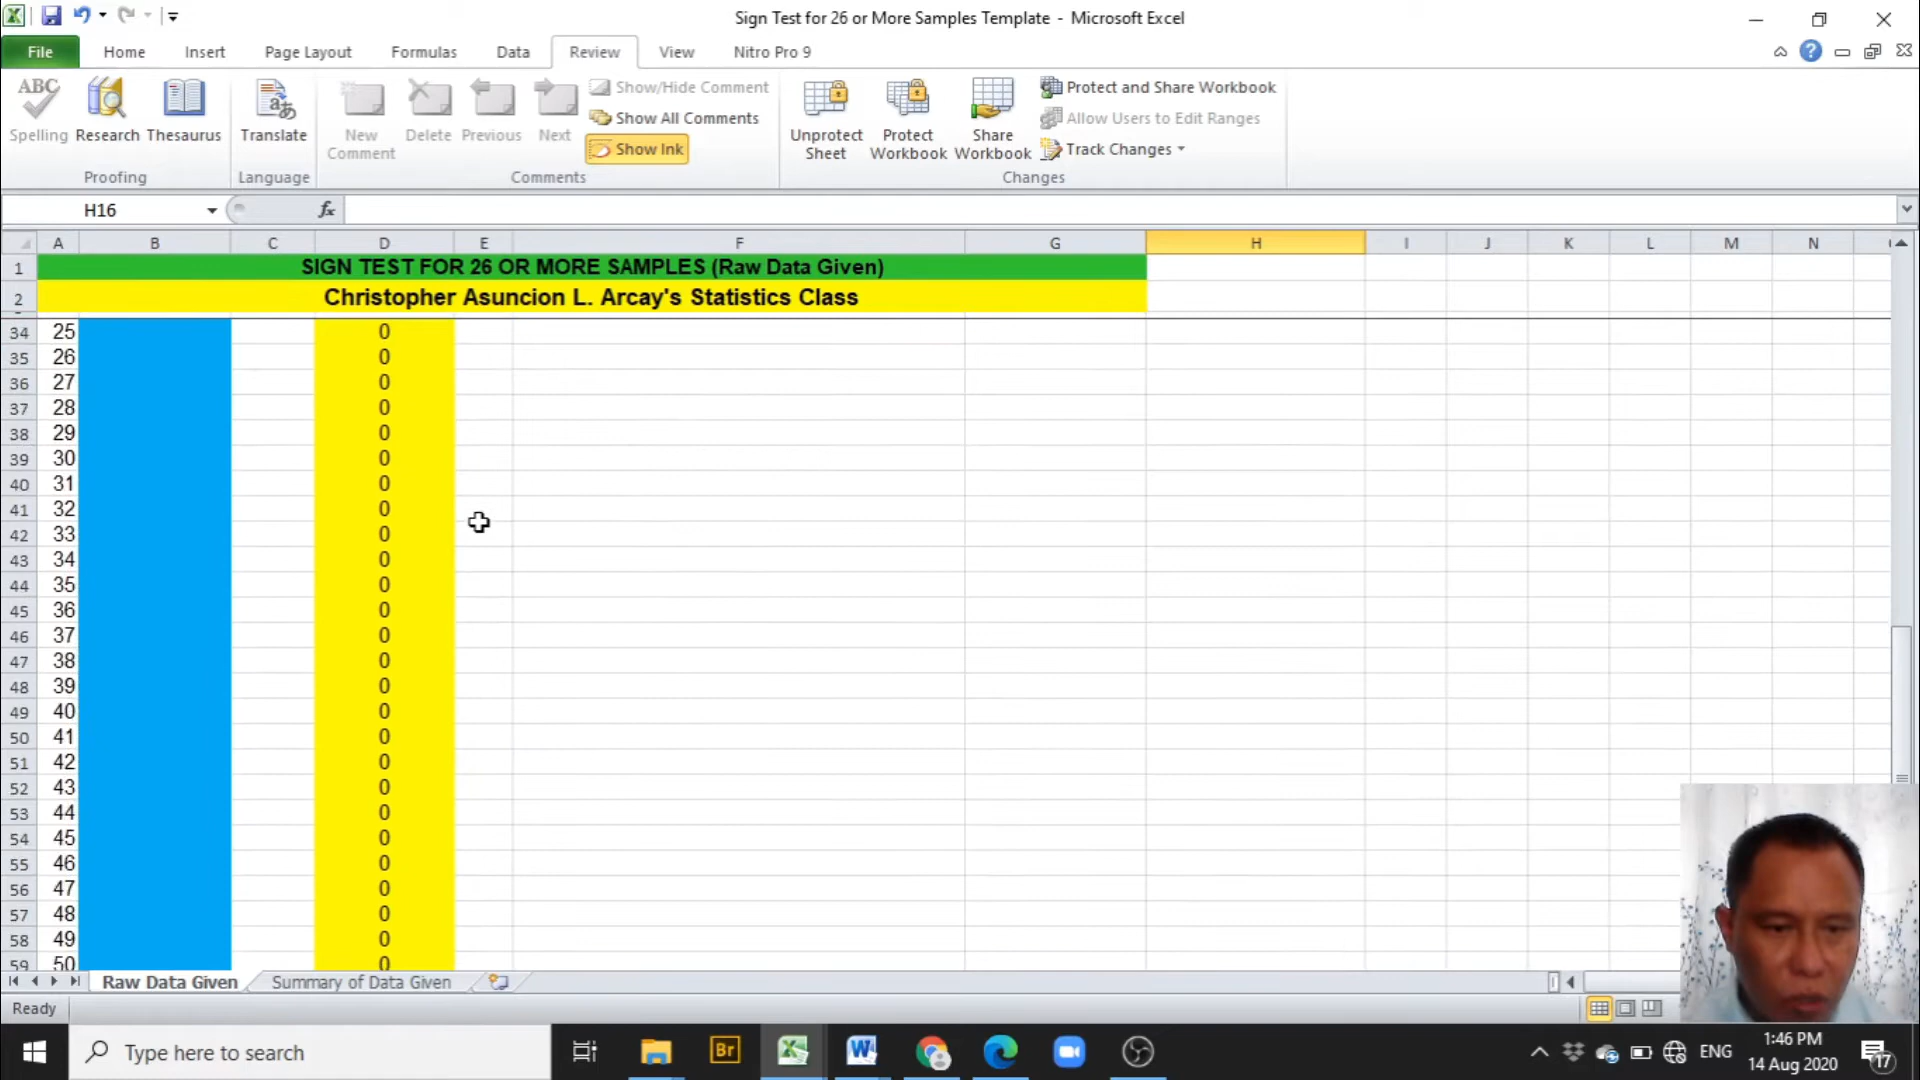 Sign Test for 26 or More Samples Template - Microsoft Excel
File Home Insert Page Layout Formulas Data Review View Nitro Pro 9
ABC
Spelling Research Thesaurus
Proofing
Translate
Language
New Comment
Delete Previous Next
Show/Hide Comment
Show All Comments
Show Ink
Comments
Unprotect Sheet
Protect Workbook
Share Workbook
Protect and Share Workbook
Allow Users to Edit Ranges
Track Changes
Changes
H16 fx
A B C D E F G H I J K L M N
1 SIGN TEST FOR 26 OR MORE SAMPLES (Raw Data Given)
2 Christopher Asuncion L. Arcay's Statistics Class
34 25 0
35 26 0
36 27 0
37 28 0
38 29 0
39 30 0
40 31 0
41 32 0
42 33 0
43 34 0
44 35 0
45 36 0
46 37 0
47 38 0
48 39 0
49 40 0
50 41 0
51 42 0
52 43 0
53 44 0
54 45 0
55 46 0
56 47 0
57 48 0
58 49 0
59 50 0
Raw Data Given Summary of Data Given
Ready
Type here to search
Br
ENG
1:46 PM
14 Aug 2020
17